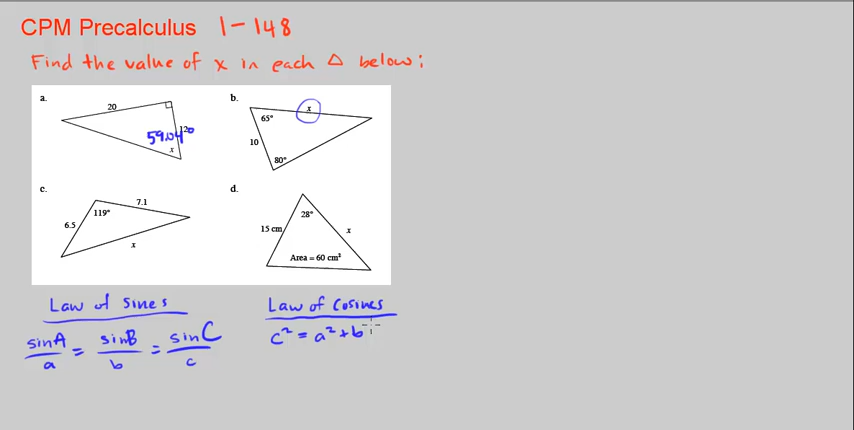 CPM Precalculus 1-148
Find the value of x in each △ below:
a.
20
12
59.04°
x
b.
x
65°
10
80°
c.
7.1
119°
6.5
x
d.
28°
15 cm
x
Area = 60 cm²
Law of Sines
sinA/a = sinB/b = sinC/c
Law of Cosines
c² = a² + b